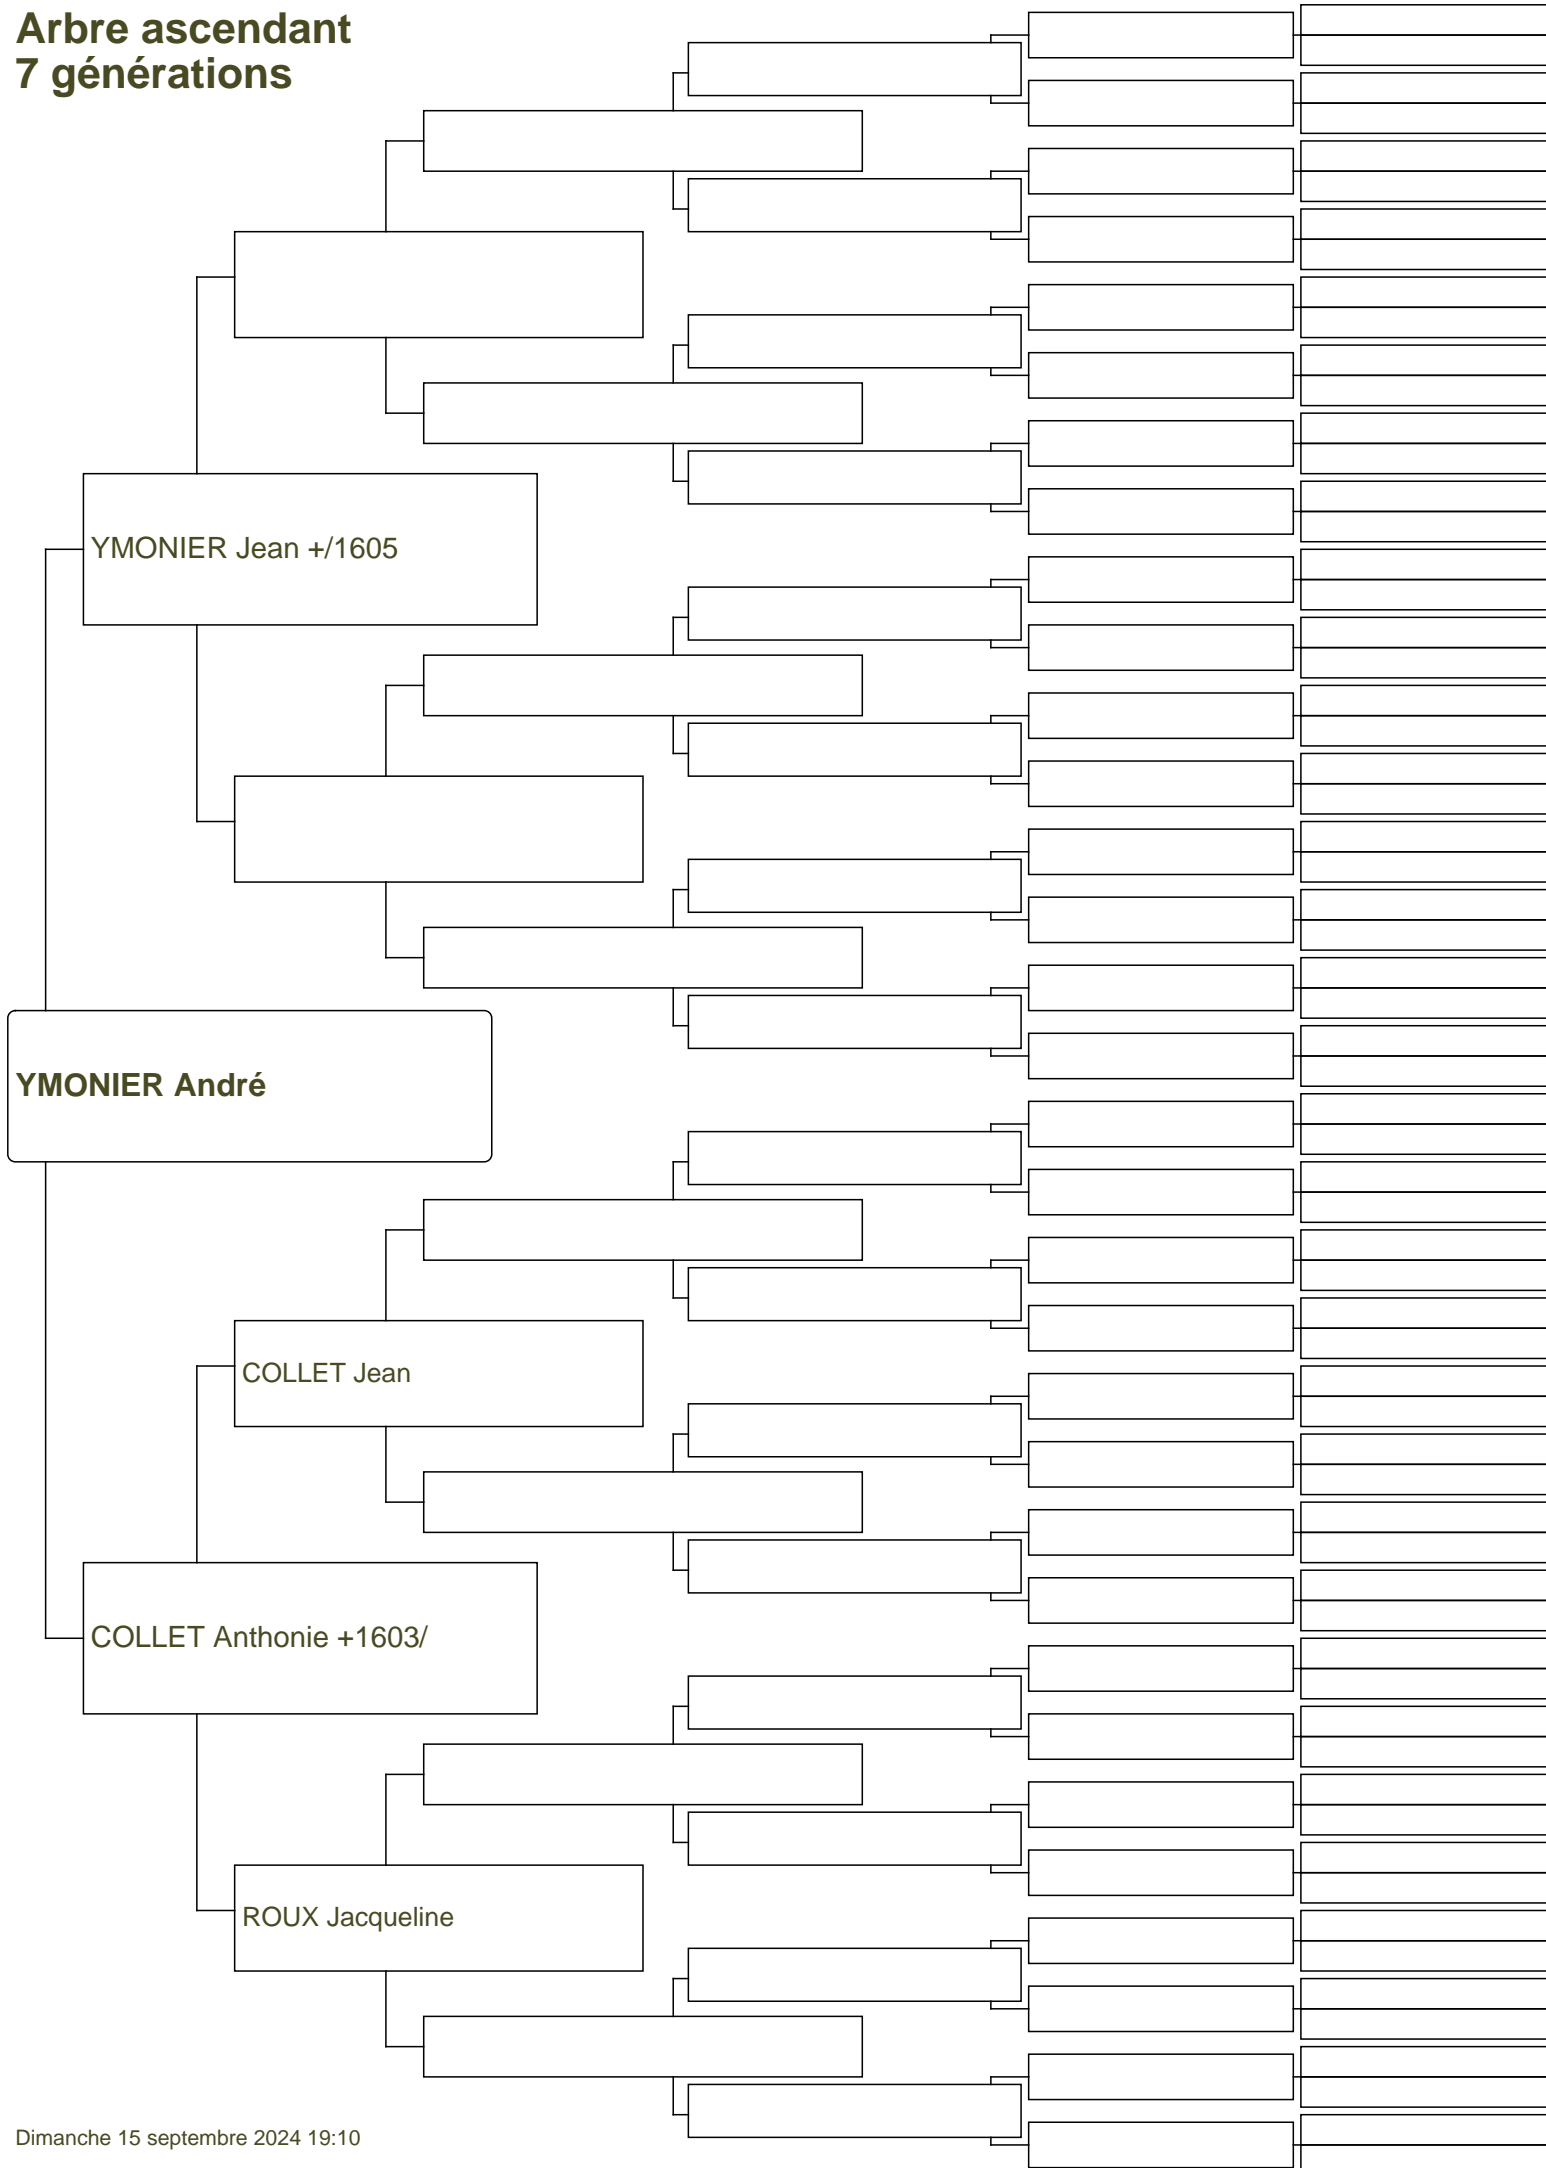 Arbre ascendant
7 générations
YMONIER Jean +/1605
YMONIER André
COLLET Jean
COLLET Anthonie +1603/
ROUX Jacqueline
Dimanche 15 septembre 2024 19:10